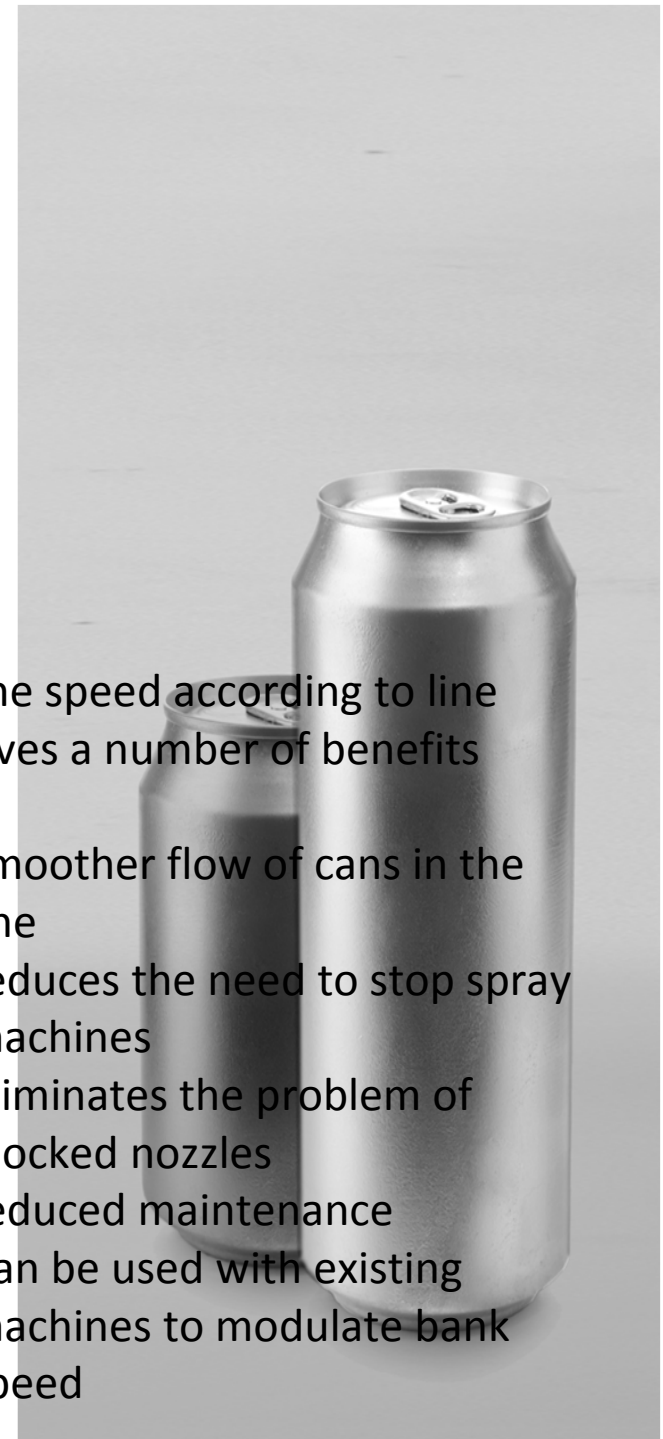 ne speed according to line
ves a number of benefits
moother flow of cans in the
ne
educes the need to stop spray
machines
iminates the problem of
ocked nozzles
educed maintenance
an be used with existing
machines to modulate bank
peed